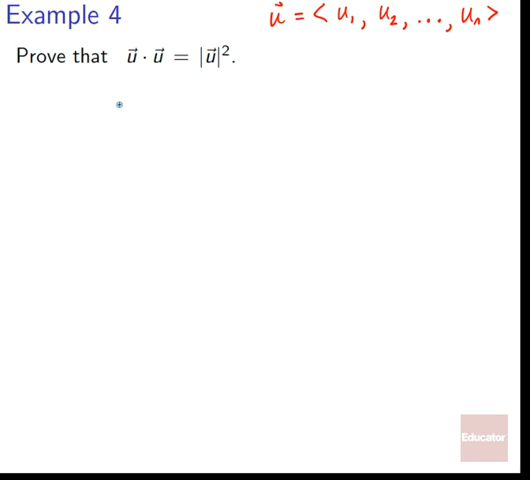 Example 4
u⃗ = < u₁, u₂, ..., uₙ >
Prove that u⃗ · u⃗ = |u⃗|².
Educator